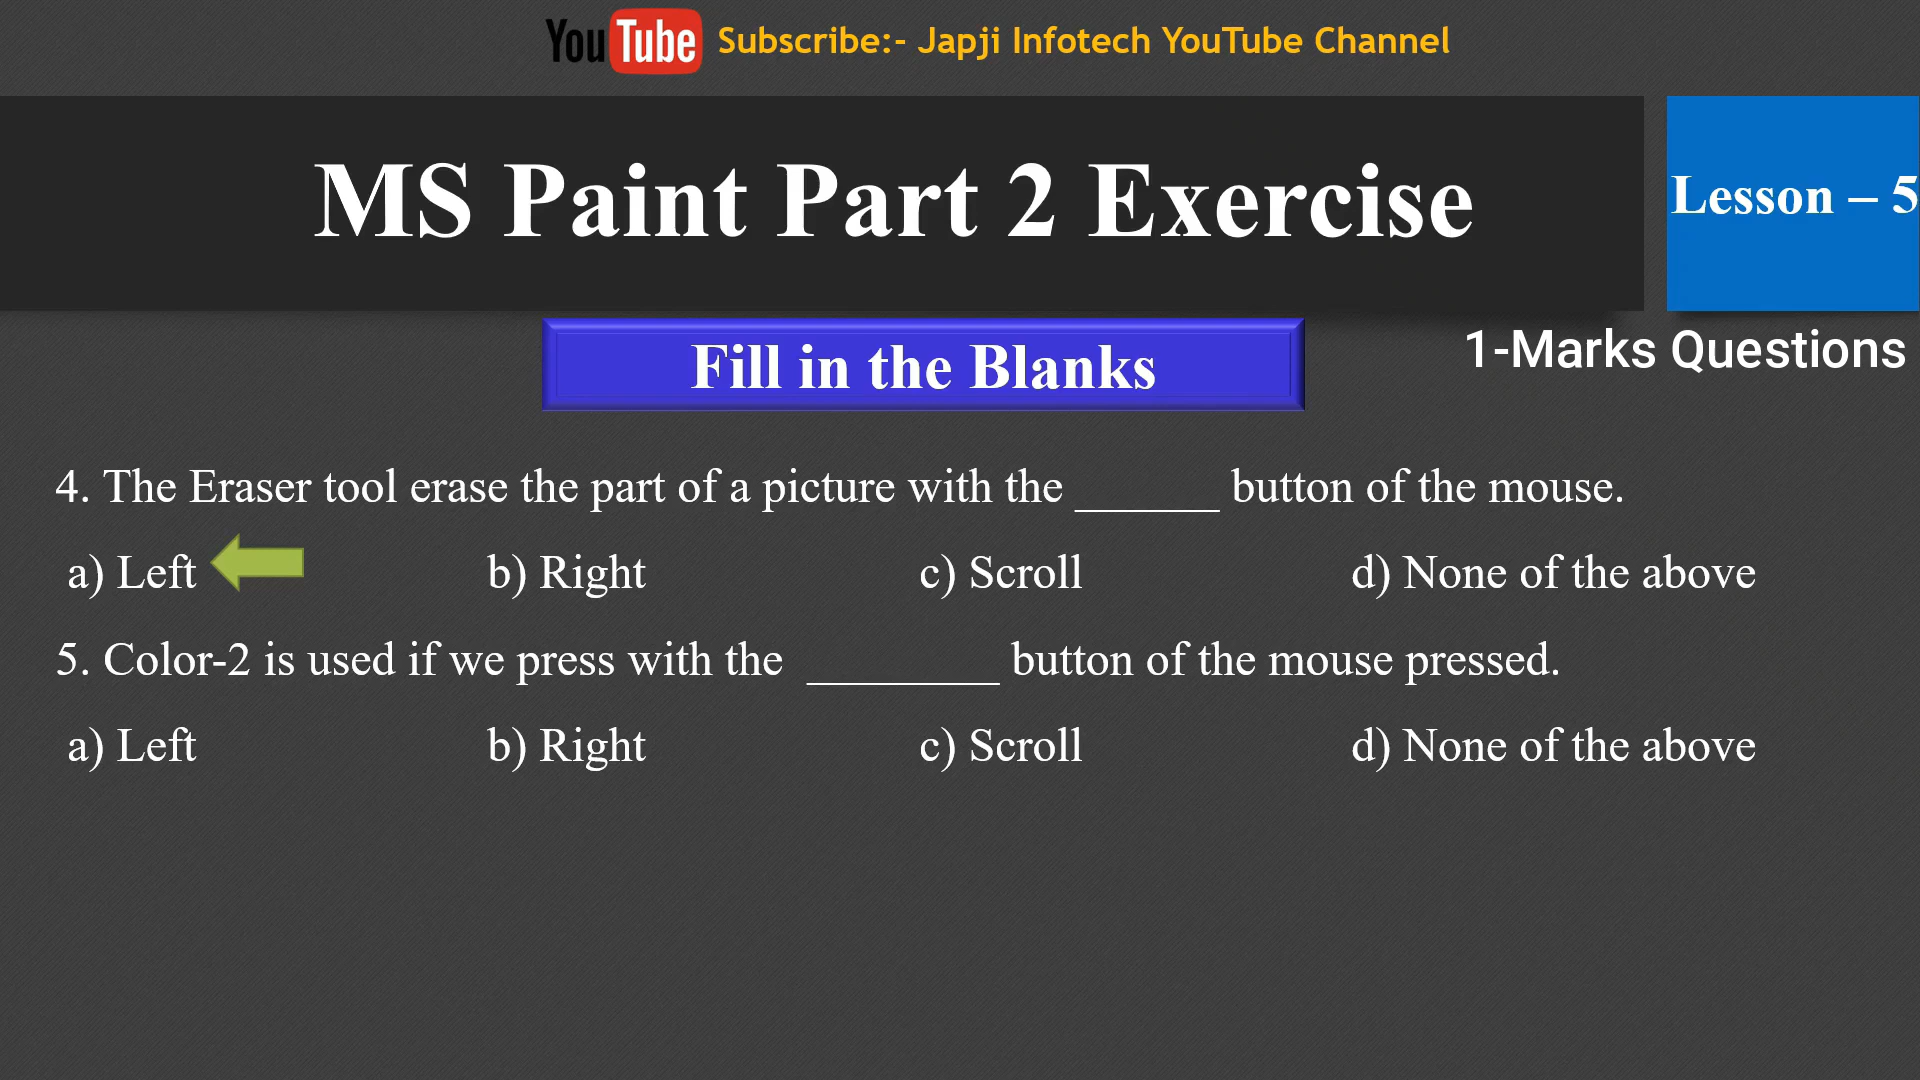 YouTube Subscribe:- Japji Infotech YouTube Channel
MS Paint Part 2 Exercise
Lesson – 5
Fill in the Blanks
1-Marks Questions
4. The Eraser tool erase the part of a picture with the ______ button of the mouse.
a) Left b) Right c) Scroll d) None of the above
5. Color-2 is used if we press with the ________ button of the mouse pressed.
a) Left b) Right c) Scroll d) None of the above